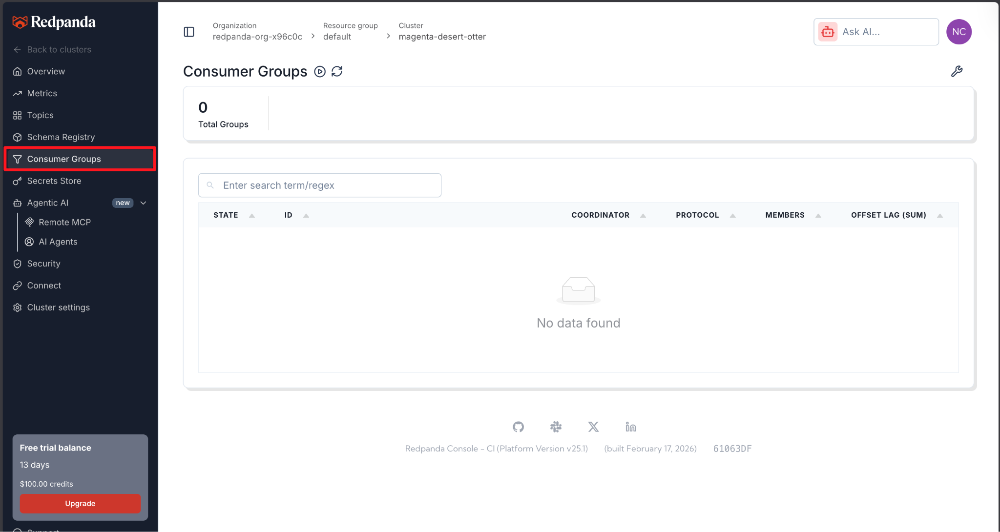 Redpanda
Back to clusters
Overview
Metrics
Topics
Schema Registry
Consumer Groups
Secrets Store
Agentic AI new
Remote MCP
AI Agents
Security
Connect
Cluster settings
Free trial balance
13 days
$100.00 credits
Upgrade
Support
Organization Resource group Cluster
redpanda-org-x96c0c > default > magenta-desert-otter
Ask AI...
NC
Consumer Groups
0
Total Groups
Enter search term/regex
STATE ID COORDINATOR PROTOCOL MEMBERS OFFSET LAG (SUM)
No data found
Redpanda Console - CI (Platform Version v25.1) (built February 17, 2026) 61063DF